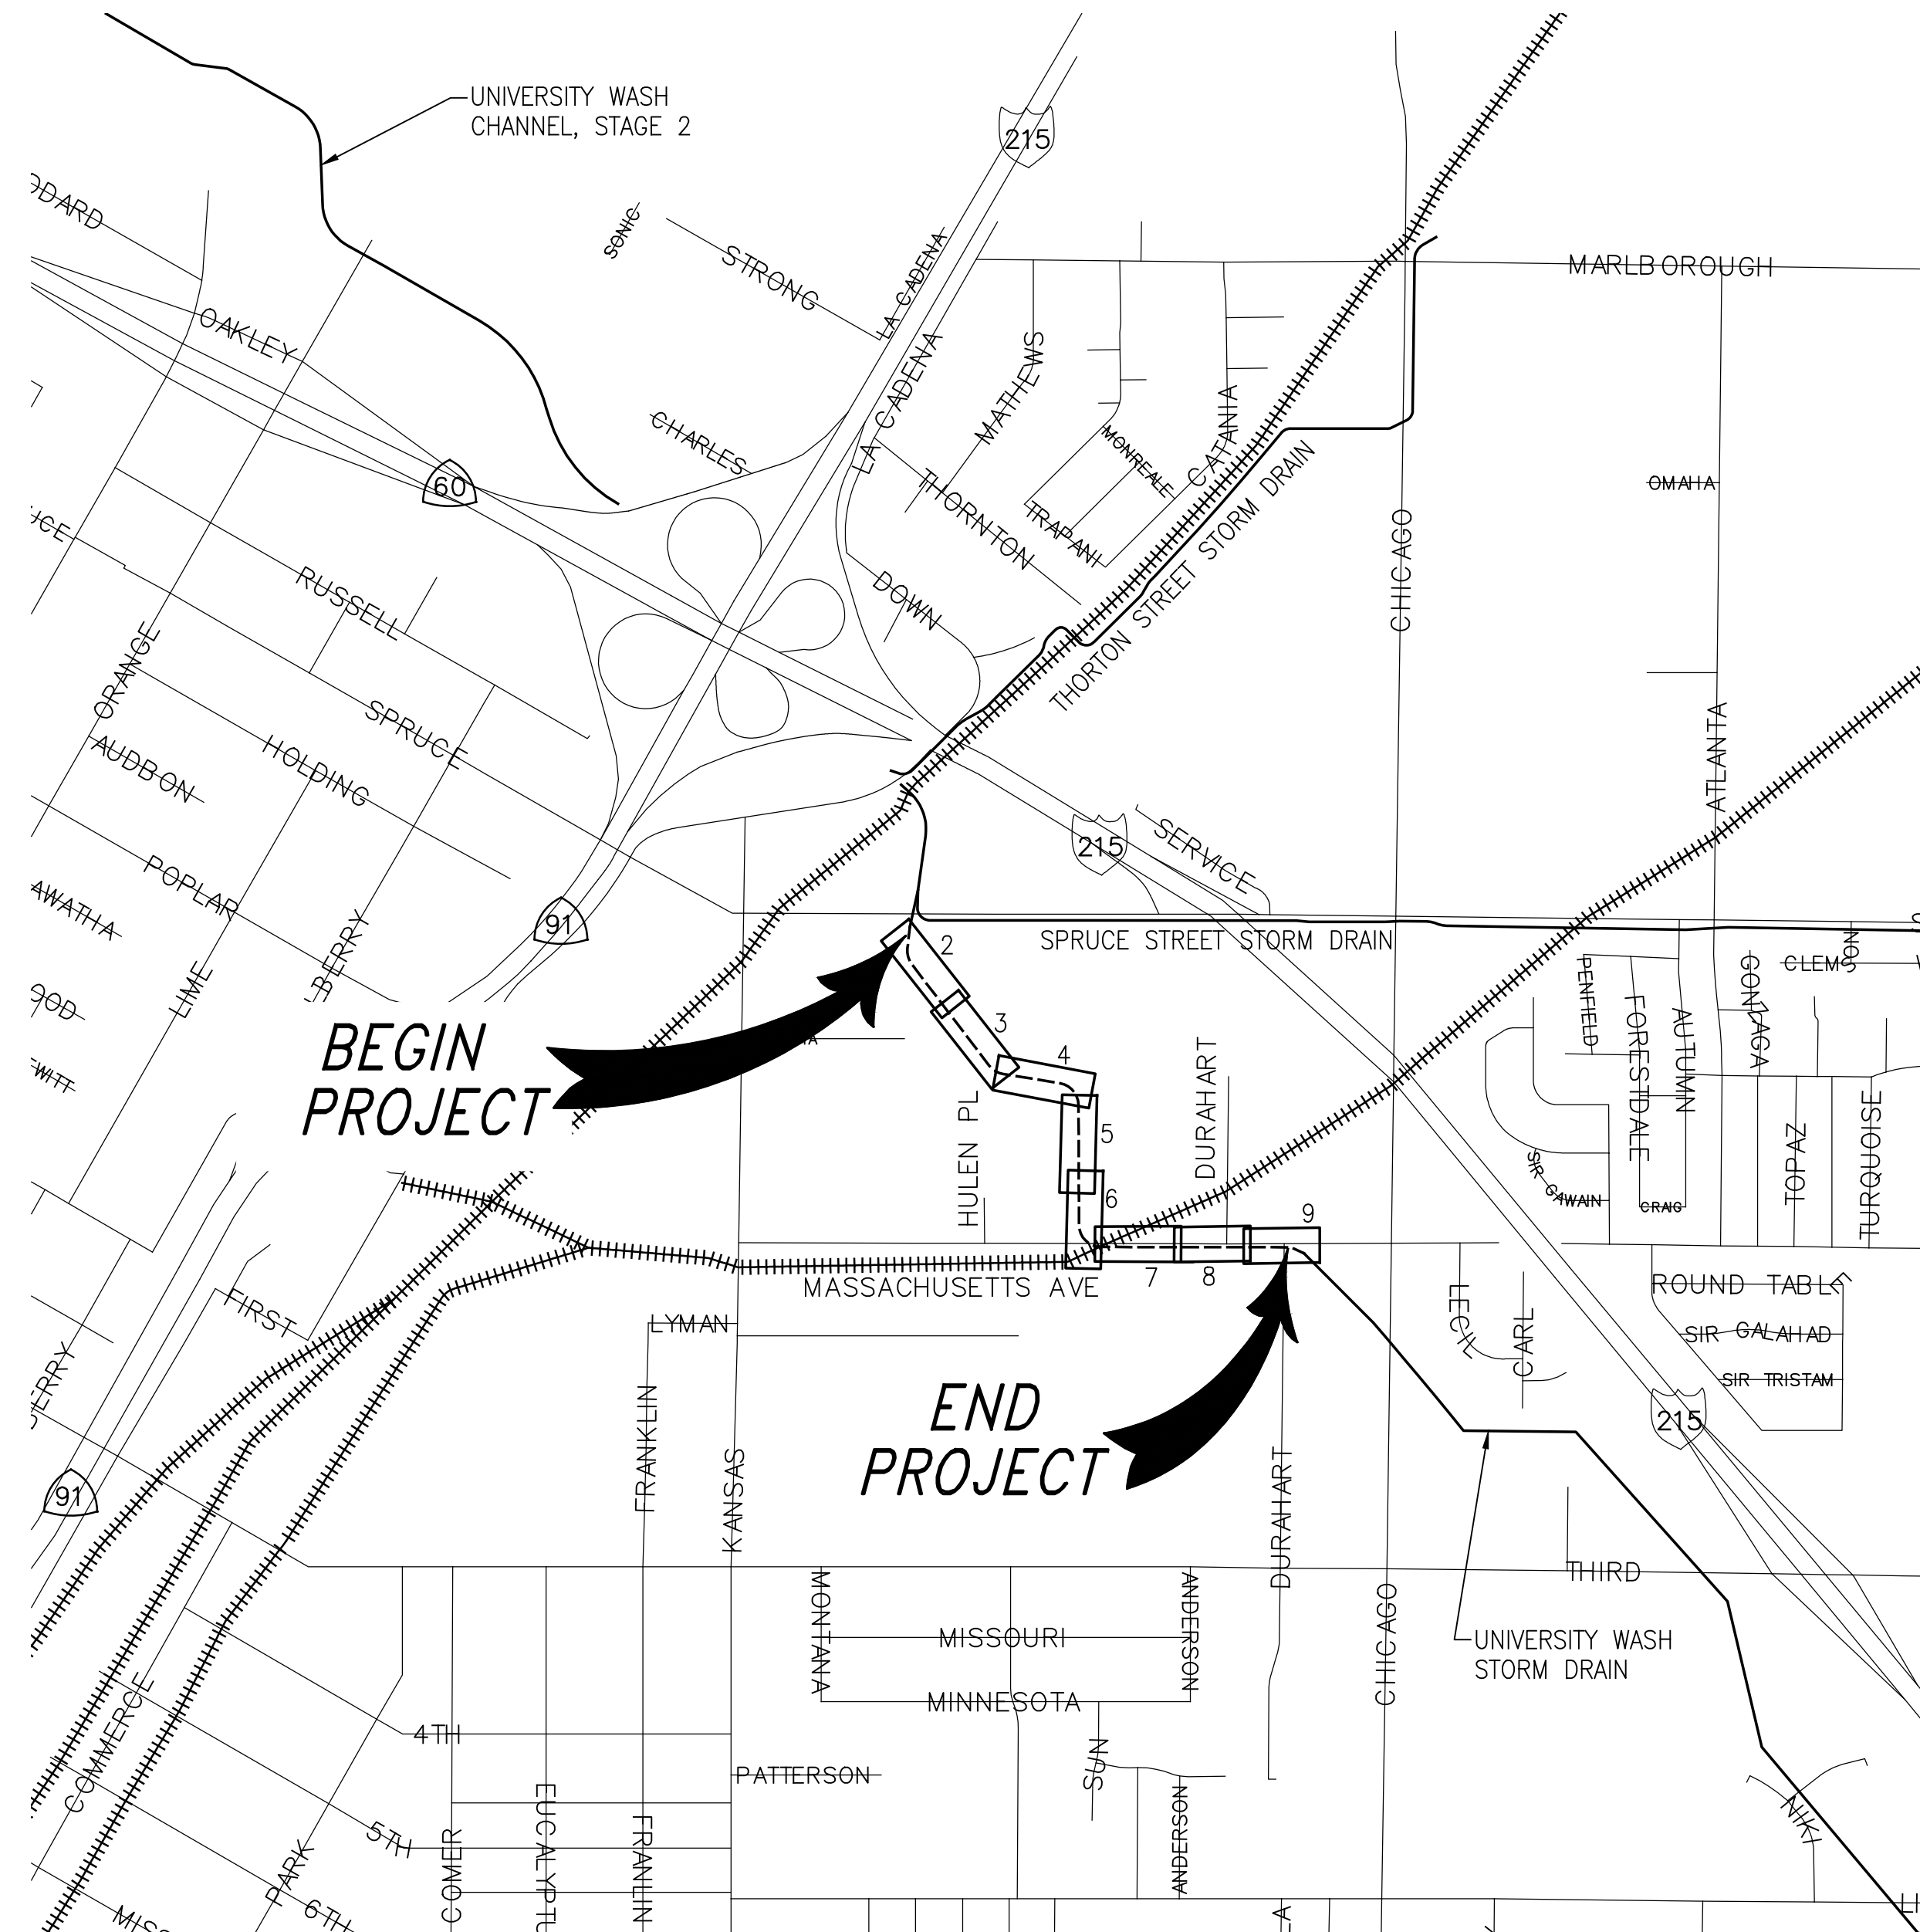 UNIVERSITY WASH
CHANNEL, STAGE 2
215
SONIC
STRONG
LA CADENA
LA CADENA
MARLBOROUGH
OAKLEY
MATHEWS
CATANIA
MONREALE
CHARLES
60
THORNTON
TRAPANI
OMAHA
CHICAGO
THORTON STREET STORM DRAIN
DOWN
RUSSELL
ORANGE
SPRUCE
HOLDING
AUDBON
ATLANTA
215
SERVICE
POPLAR
91
LIME
2
SPRUCE STREET STORM DRAIN
PENFIELD
FORESTDALE
AUTUMN
GONZAGA
BEGIN
PROJECT
3
4
5
6
7
8
9
HULEN PL
DURAHART
TOPAZ
TURQUOISE
SIR GAWAIN
CRAIG
MASSACHUSETTS AVE
FIRST
LYMAN
LECIL
CARL
ROUND TABLE
SIR GALAHAD
SIR TRISTAM
215
END
PROJECT
FRANKLIN
KANSAS
DURAHART
91
THIRD
MONTANA
ANDERSON
MISSOURI
MINNESOTA
CHICAGO
UNIVERSITY WASH
STORM DRAIN
COMMERCE
4TH
PATTERSON
SUN
ANDERSON
NIKI
5TH
6TH
PARK
COMER
FRANLIN